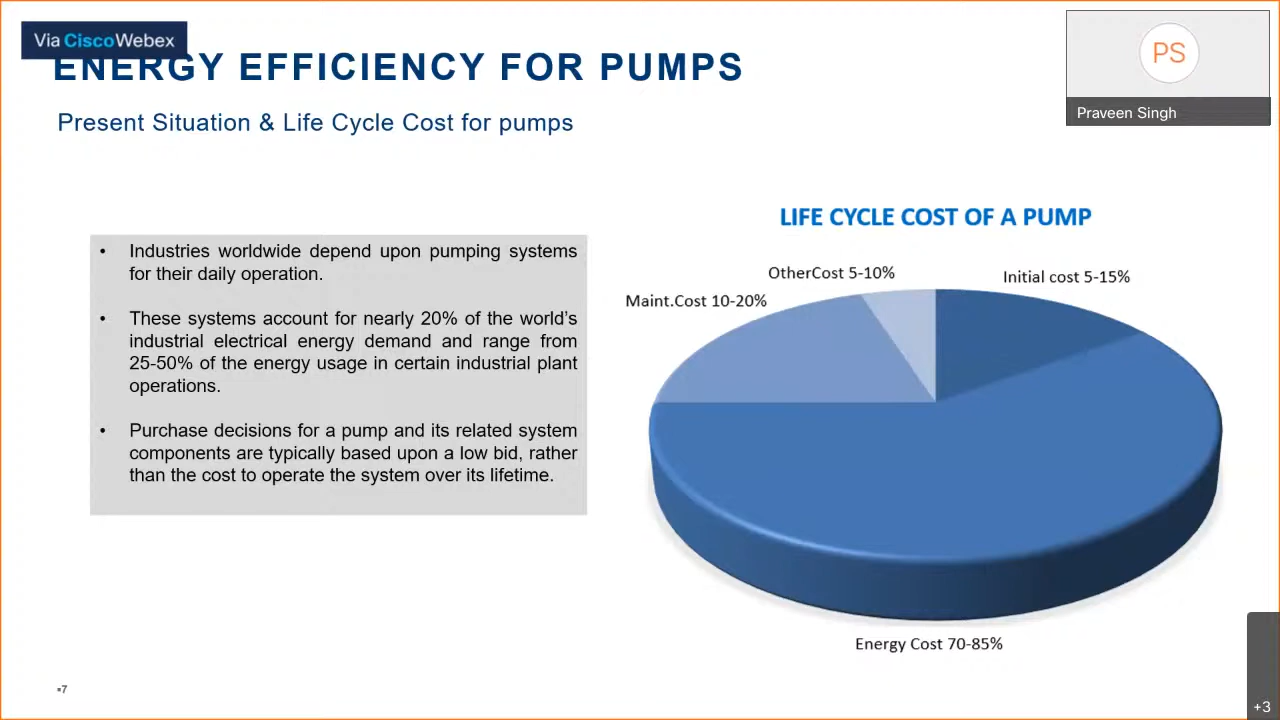 Via CiscoWebex
ENERGY EFFICIENCY FOR PUMPS
PS
Praveen Singh
Present Situation & Life Cycle Cost for pumps
• Industries worldwide depend upon pumping systems
for their daily operation.
• These systems account for nearly 20% of the world's
industrial electrical energy demand and range from
25-50% of the energy usage in certain industrial plant
operations.
• Purchase decisions for a pump and its related system
components are typically based upon a low bid, rather
than the cost to operate the system over its lifetime.
LIFE CYCLE COST OF A PUMP
OtherCost 5-10%
Initial cost 5-15%
Maint.Cost 10-20%
Energy Cost 70-85%
▪7
+3